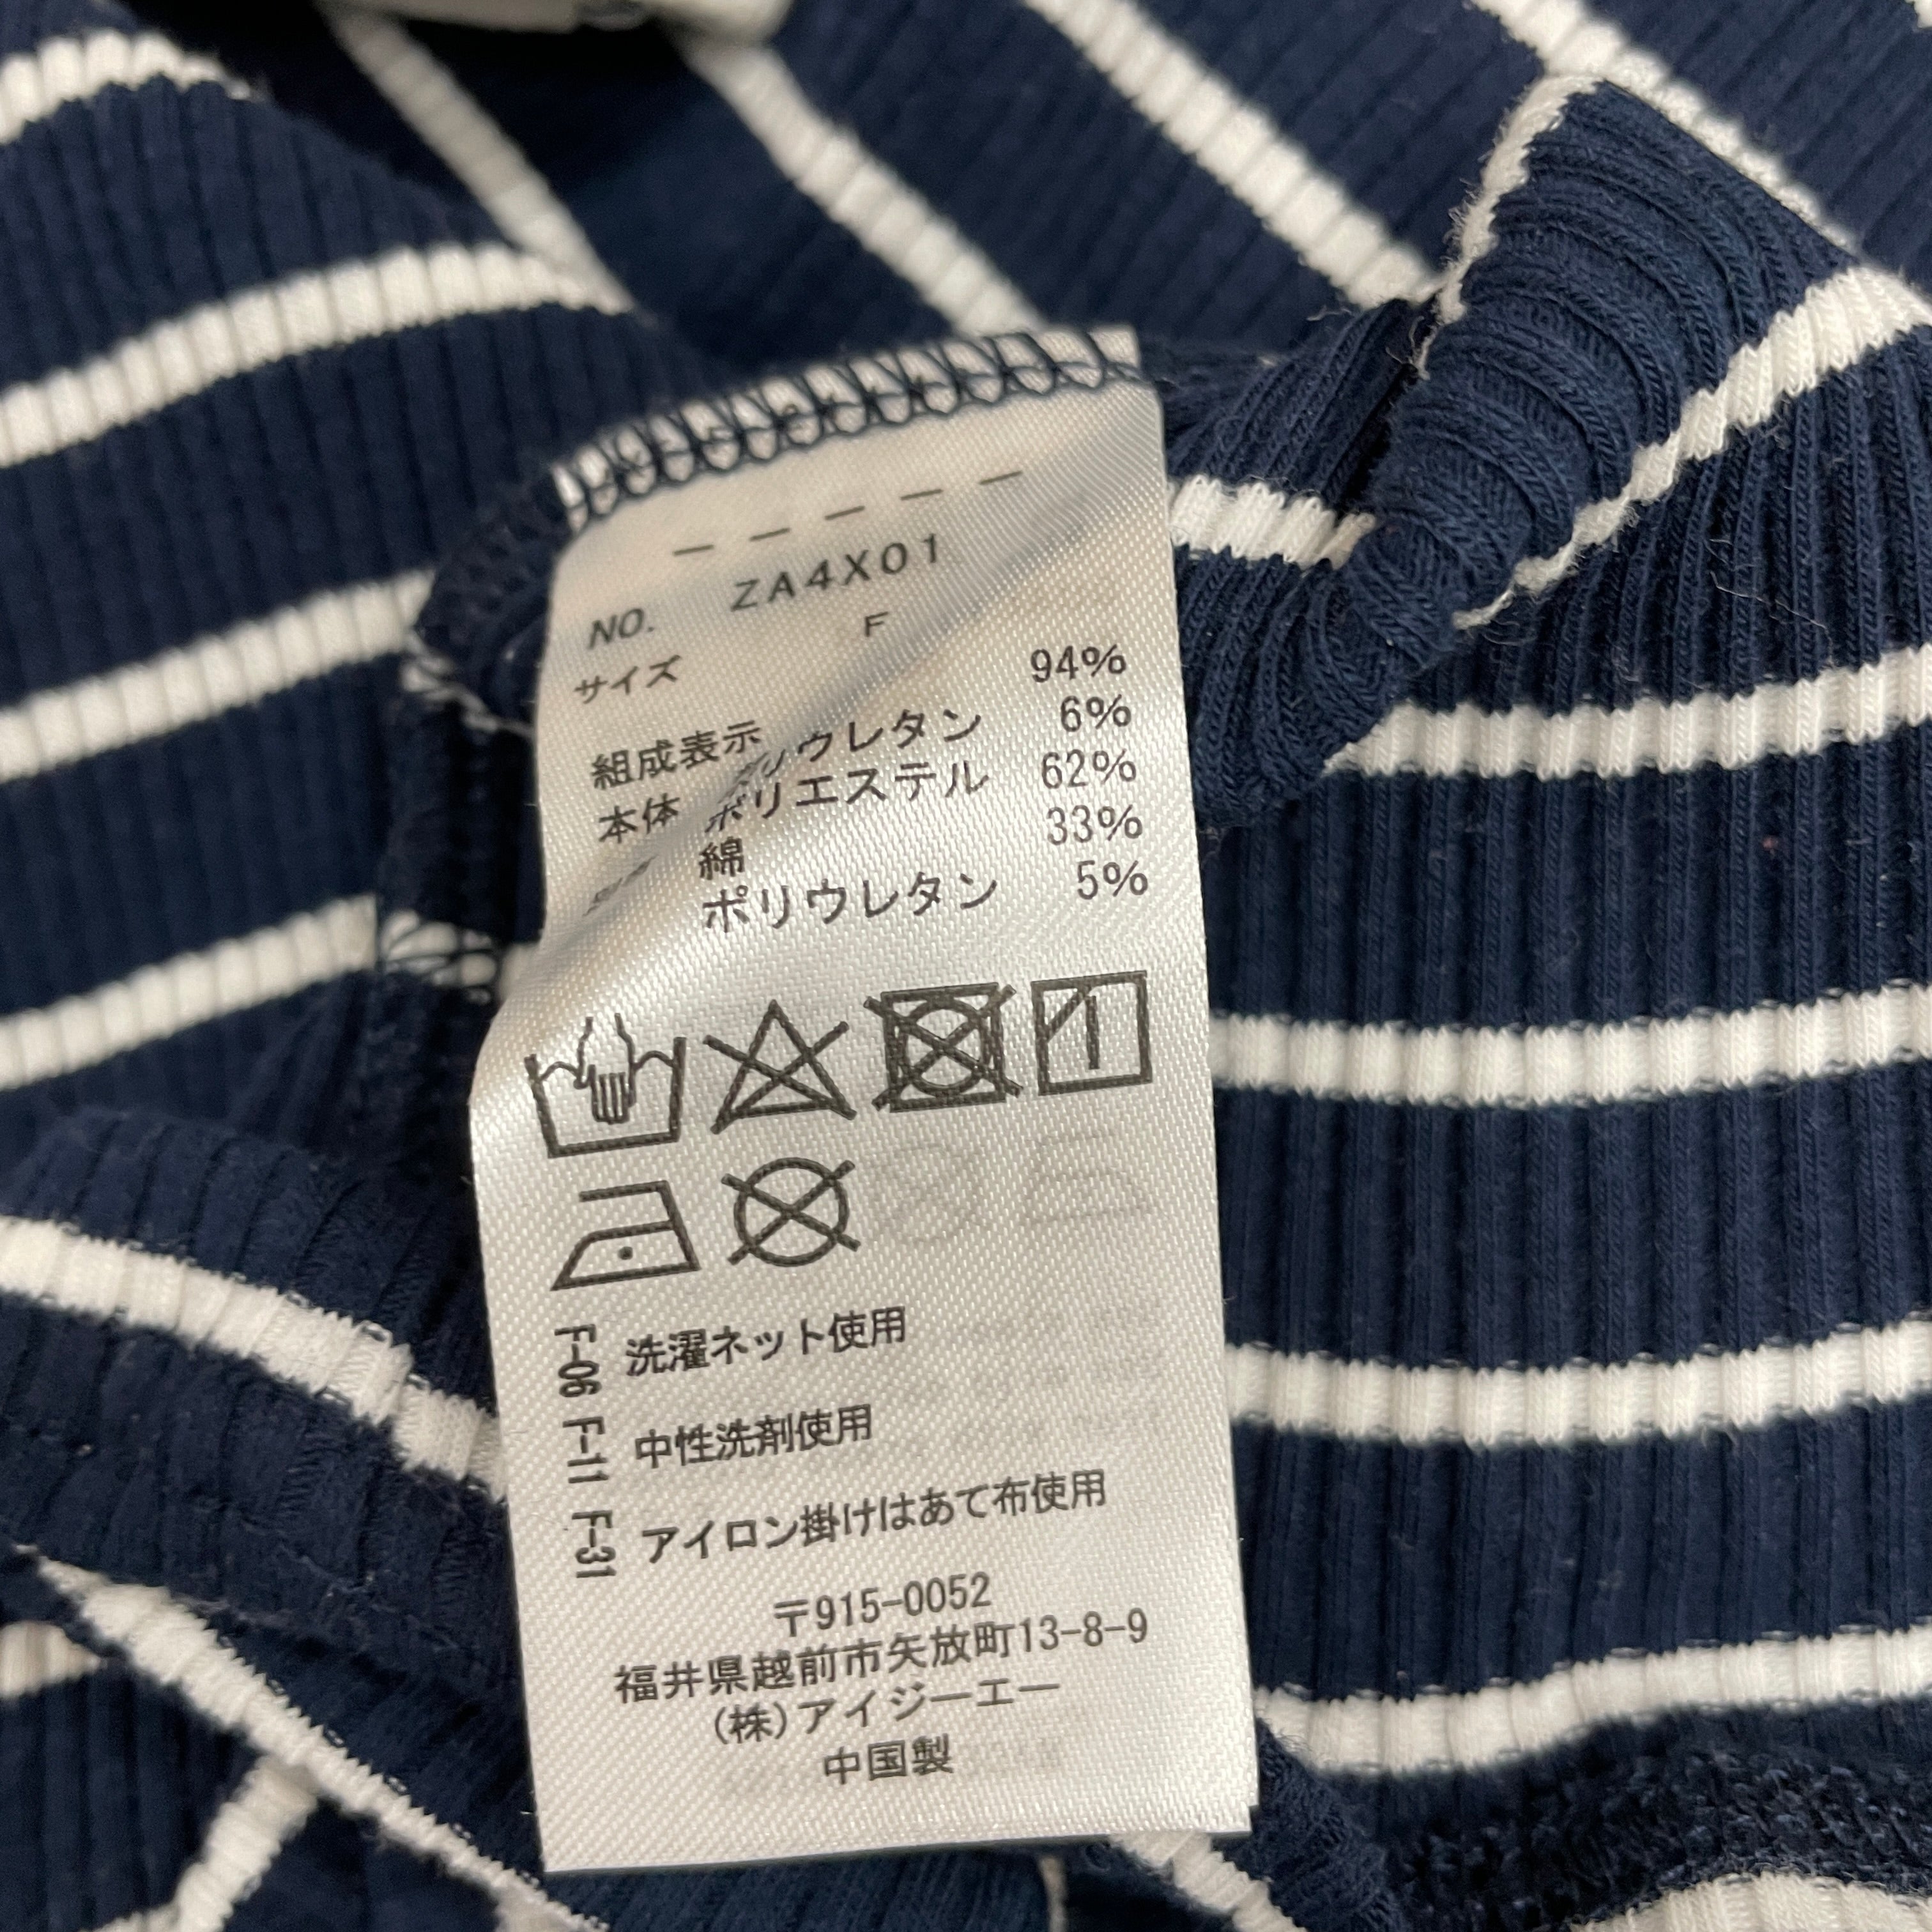 NO. ZA4X01
サイズ F
組成表示
本体 94%
ポリウレタン 6%
ポリエステル 62%
綿 33%
ポリウレタン 5%
F-06 洗濯ネット使用
F-11 中性洗剤使用
F-31 アイロン掛けはあて布使用
〒915-0052
福井県越前市矢放町13-8-9
(株)アイジーエー
中国製